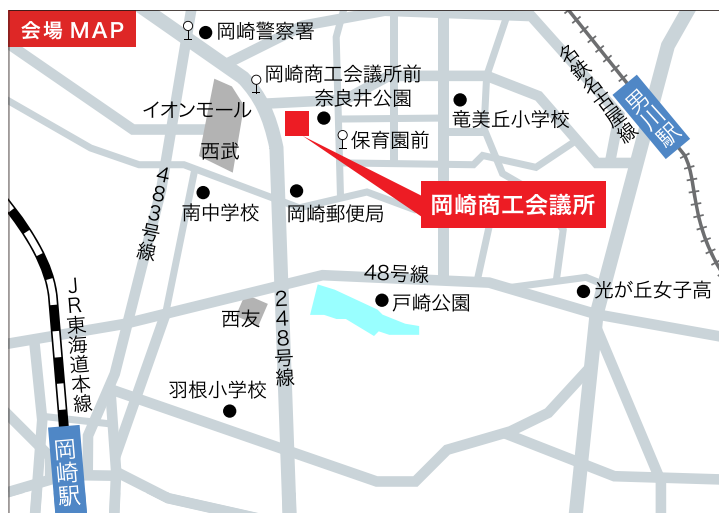 会場 MAP
岡崎警察署
岡崎商工会議所前
奈良井公園
イオンモール
西武
保育園前
竜美丘小学校
名鉄名古屋線
男川駅
483号線
南中学校
岡崎郵便局
岡崎商工会議所
48号線
光が丘女子高
戸崎公園
西友
248号線
JR東海道本線
羽根小学校
岡崎駅